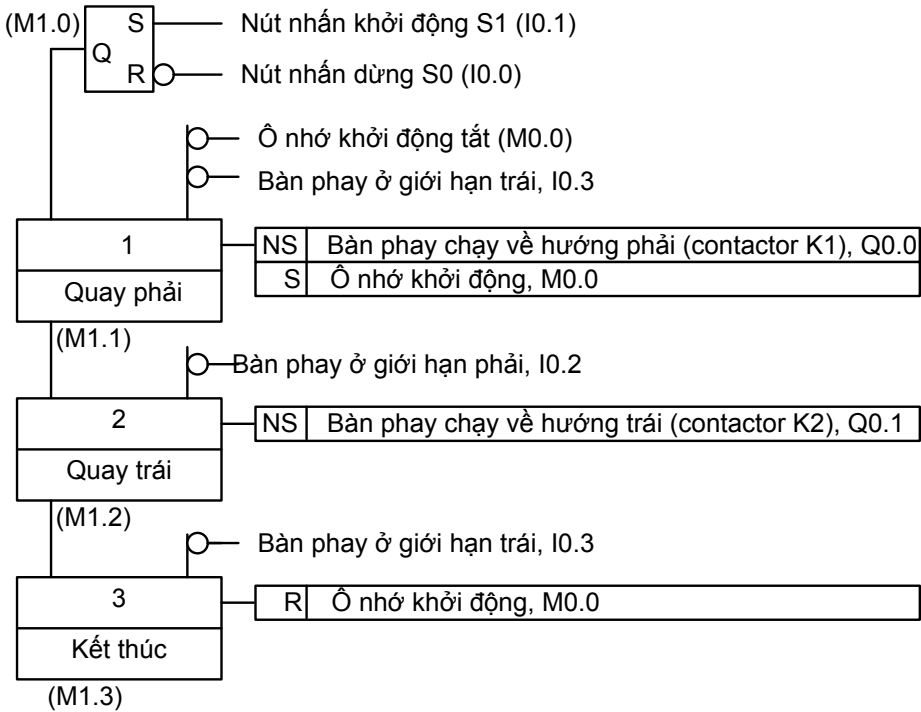 (M1.0) S Nút nhấn khởi động S1 (I0.1)
Q
R Nút nhấn dừng S0 (I0.0)
Ô nhớ khởi động tắt (M0.0)
Bàn phay ở giới hạn trái, I0.3
1 NS Bàn phay chạy về hướng phải (contactor K1), Q0.0
Quay phải S Ô nhớ khởi động, M0.0
(M1.1)
Bàn phay ở giới hạn phải, I0.2
2 NS Bàn phay chạy về hướng trái (contactor K2), Q0.1
Quay trái
(M1.2)
Bàn phay ở giới hạn trái, I0.3
3 R Ô nhớ khởi động, M0.0
Kết thúc
(M1.3)